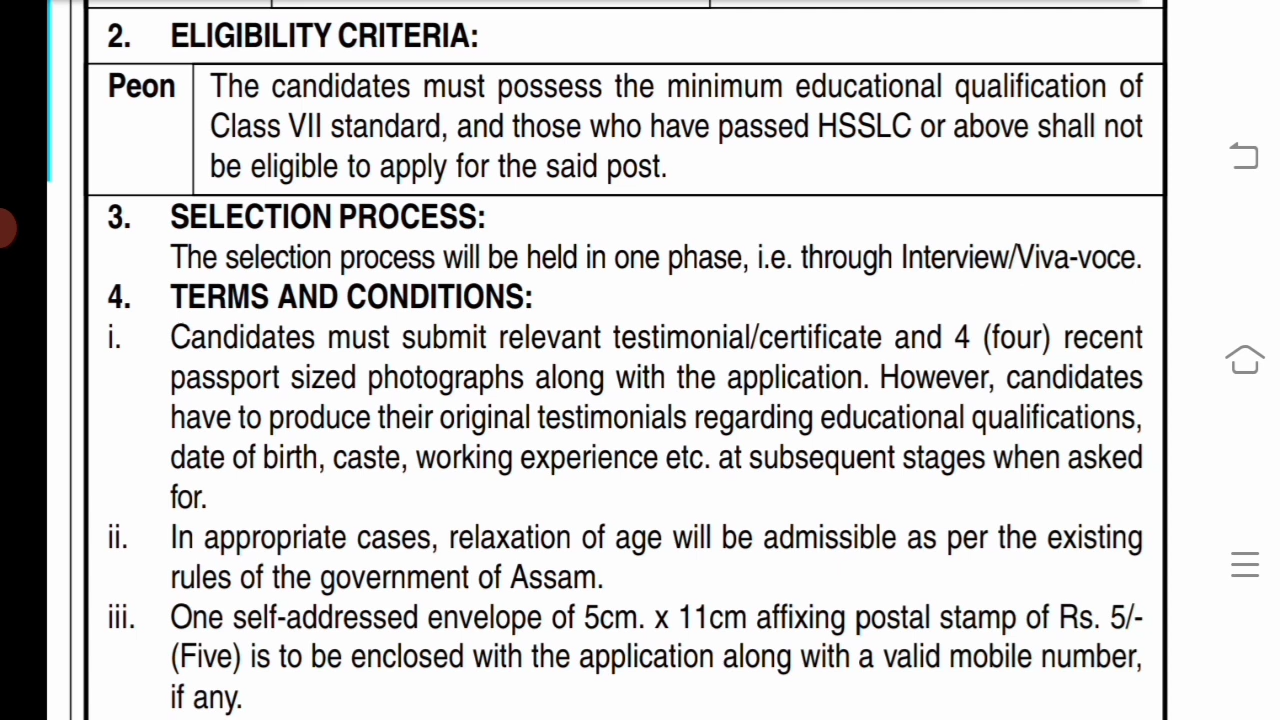 2. ELIGIBILITY CRITERIA:
Peon The candidates must possess the minimum educational qualification of
Class VII standard, and those who have passed HSSLC or above shall not
be eligible to apply for the said post.
3. SELECTION PROCESS:
The selection process will be held in one phase, i.e. through Interview/Viva-voce.
4. TERMS AND CONDITIONS:
i. Candidates must submit relevant testimonial/certificate and 4 (four) recent
passport sized photographs along with the application. However, candidates
have to produce their original testimonials regarding educational qualifications,
date of birth, caste, working experience etc. at subsequent stages when asked
for.
ii. In appropriate cases, relaxation of age will be admissible as per the existing
rules of the government of Assam.
iii. One self-addressed envelope of 5cm. x 11cm affixing postal stamp of Rs. 5/-
(Five) is to be enclosed with the application along with a valid mobile number,
if any.